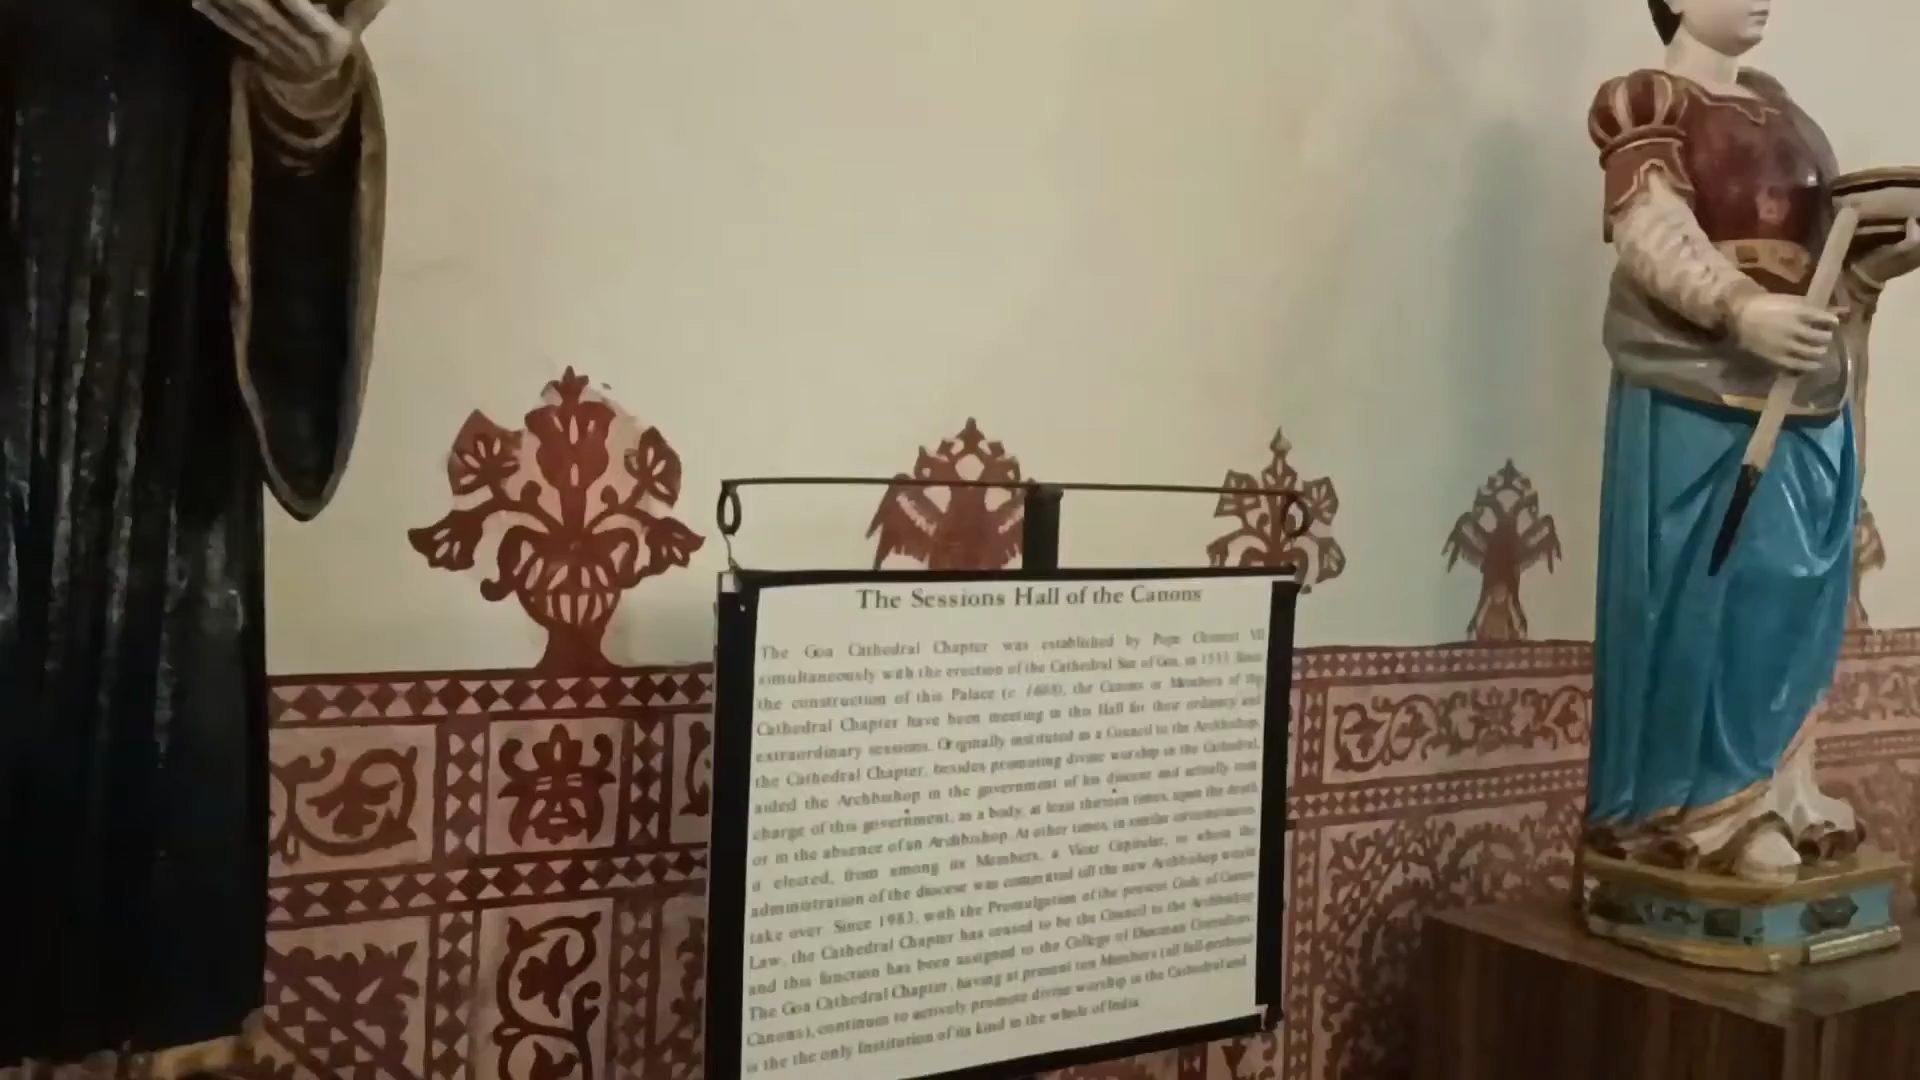 The Sessions Hall of the Canons
The Goa Cathedral Chapter was established by Pope Clement VII
simultaneously with the erection of the Cathedral See of Goa, in 1533. Since
the construction of this Palace (c. 1608), the Canons or Members of the
Cathedral Chapter have been meeting in this Hall for their ordinary and
extraordinary sessions. Originally instituted as a Council to the Archbishop,
the Cathedral Chapter, besides promoting divine worship in the Cathedral,
aided the Archbishop in the government of his diocese and actually took
charge of this government, as a body, at least thirteen times, upon the death
or in the absence of an Archbishop. At other times, in similar circumstances
it elected, from among its Members, a Vicar Capitular, to whom the
administration of the diocese was committed till the new Archbishop would
take over. Since 1983, with the Promulgation of the present Code of Canon
Law, the Cathedral Chapter has ceased to be the Council to the Archbishop
and this function has been assigned to the College of Diocesan Consultors.
The Goa Cathedral Chapter, having at present ten Members (all
Canons), continues to actively promote divine worship in the Cathedral and
is the the only Institution of its kind in the whole of India.